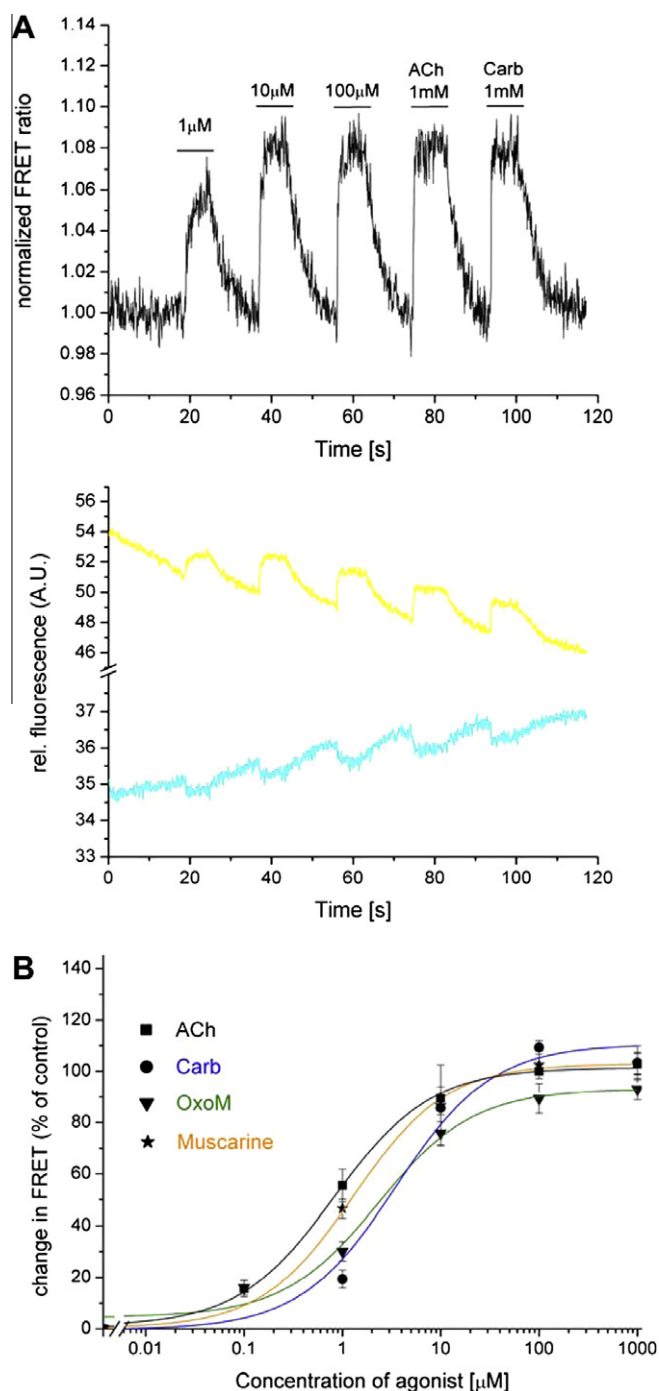 A
normalized FRET ratio
1.14
1.12
1.10
1.08
1.06
1.04
1.02
1.00
0.98
0.96
1µM
10µM
100µM
ACh
1mM
Carb
1mM
0 20 40 60 80 100 120
Time [s]
rel. fluorescence (A.U.)
56
54
52
50
48
46
37
36
35
34
33
0 20 40 60 80 100 120
Time [s]
B
change in FRET (% of control)
140
120
100
80
60
40
20
0
ACh
Carb
OxoM
Muscarine
0.01 0.1 1 10 100 1000
Concentration of agonist [µM]